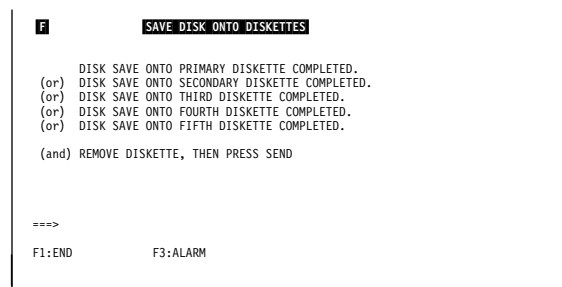 F SAVE DISK ONTO DISKETTES
DISK SAVE ONTO PRIMARY DISKETTE COMPLETED.
(or) DISK SAVE ONTO SECONDARY DISKETTE COMPLETED.
(or) DISK SAVE ONTO THIRD DISKETTE COMPLETED.
(or) DISK SAVE ONTO FOURTH DISKETTE COMPLETED.
(or) DISK SAVE ONTO FIFTH DISKETTE COMPLETED.
(and) REMOVE DISKETTE, THEN PRESS SEND
===>
F1:END F3:ALARM